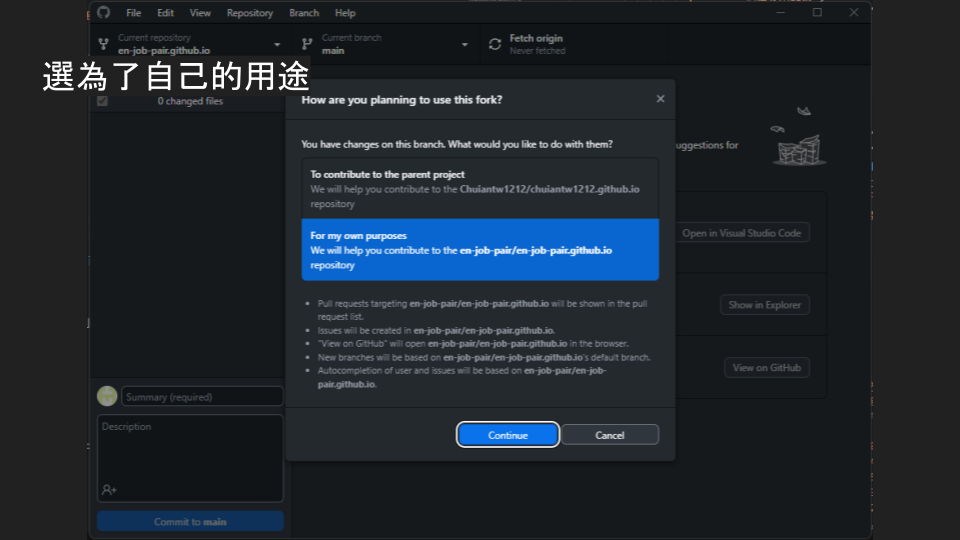 File Edit View Repository Branch Help
Current repository
en-job-pair.github.io
Current branch
main
Fetch origin
Never fetched
選為了自己的用途
0 changed files
How are you planning to use this fork?
You have changes on this branch. What would you like to do with them?
To contribute to the parent project
We will help you contribute to the Chuiantw1212/chuiantw1212.github.io
repository
For my own purposes
We will help you contribute to the en-job-pair/en-job-pair.github.io
repository
Pull requests targeting en-job-pair/en-job-pair.github.io will be shown in the pull
request list.
Issues will be created in en-job-pair/en-job-pair.github.io.
"View on GitHub" will open en-job-pair/en-job-pair.github.io in the browser.
New branches will be based on en-job-pair/en-job-pair.github.io's default branch.
Autocompletion of user and issues will be based on en-job-pair/en-job-
pair.github.io.
Continue
Cancel
uggestions for
Open in Visual Studio Code
Show in Explorer
View on GitHub
Summary (required)
Description
Commit to main